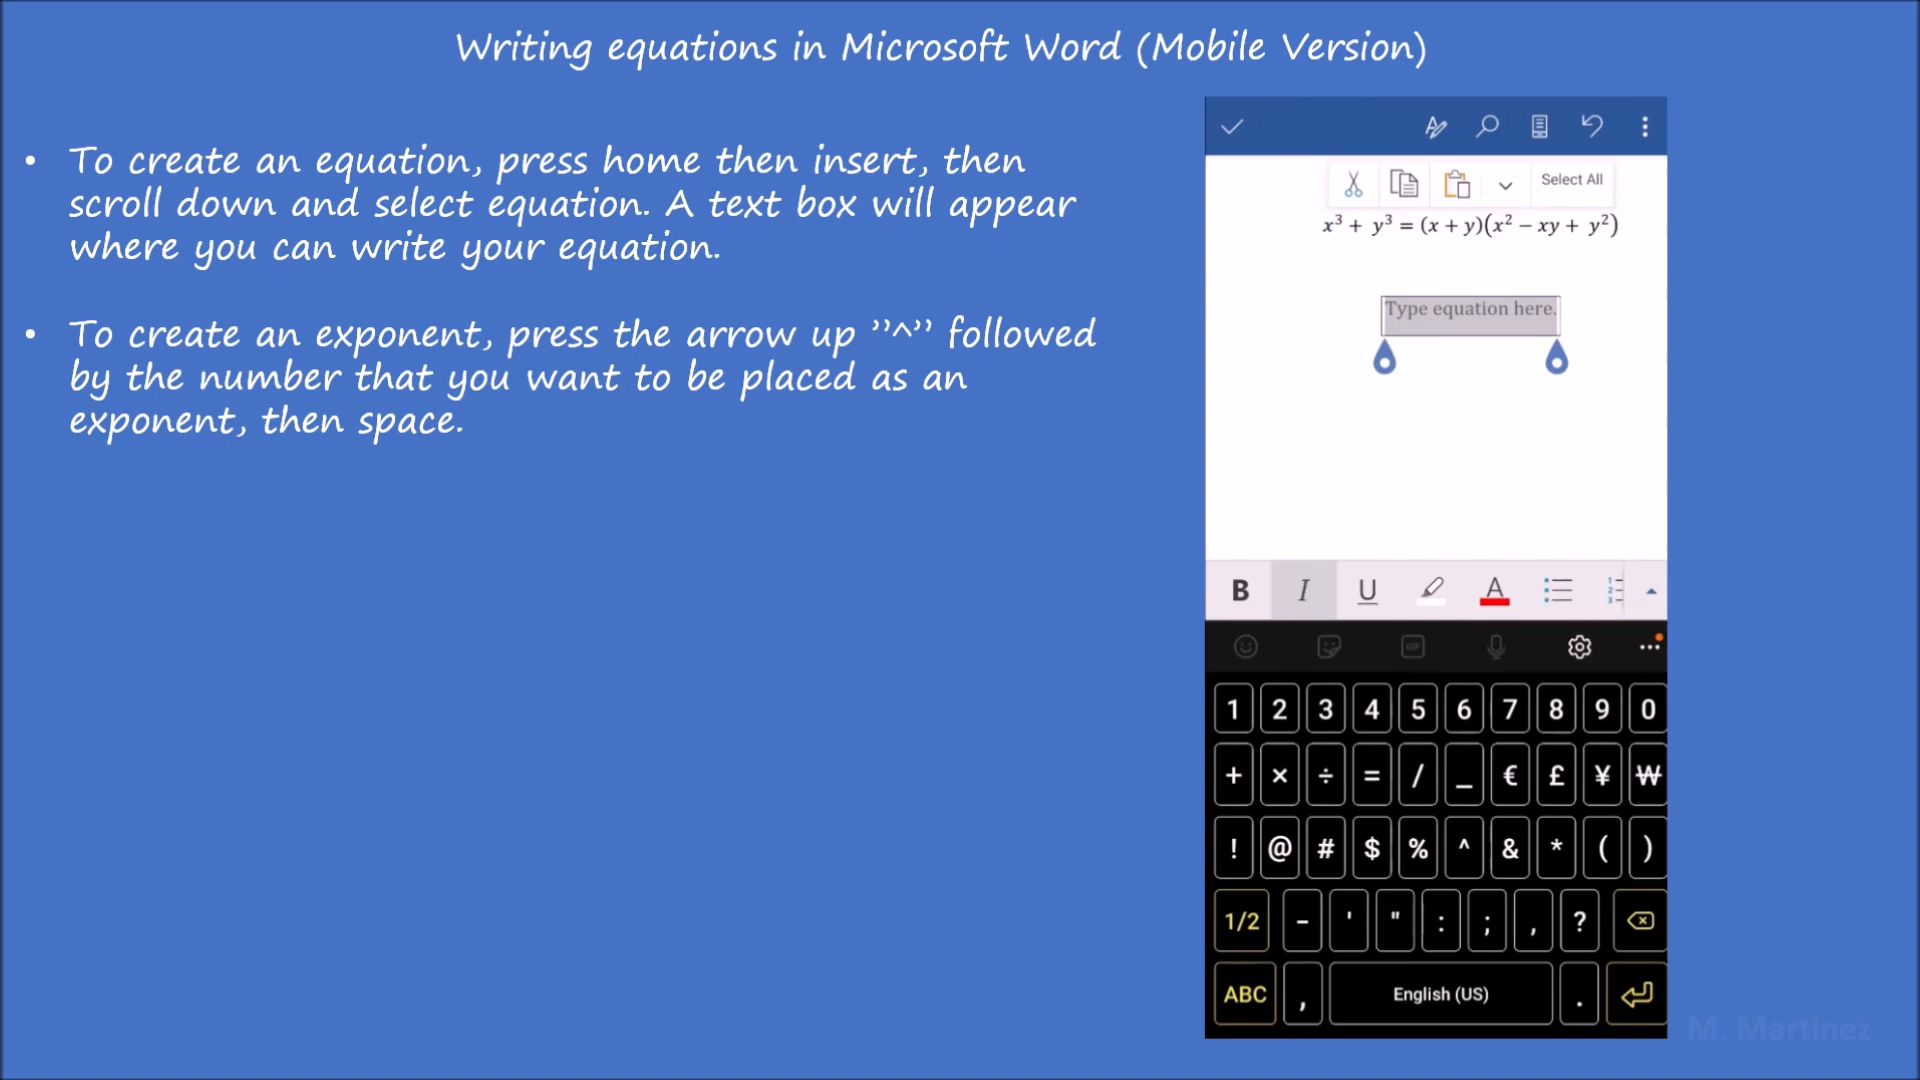 Writing equations in Microsoft Word (Mobile Version)
• To create an equation, press home then insert, then
scroll down and select equation. A text box will appear
where you can write your equation.
• To create an exponent, press the arrow up ”^” followed
by the number that you want to be placed as an
exponent, then space.
Select All
x³ + y³ = (x + y)(x² − xy + y²)
Type equation here.
B I U A
GIF
1 2 3 4 5 6 7 8 9 0
+ × ÷ = / _ € £ ¥ ₩
! @ # $ % ^ & * ( )
1/2 - ' " : ; , ?
ABC , English (US) .
M. Martinez